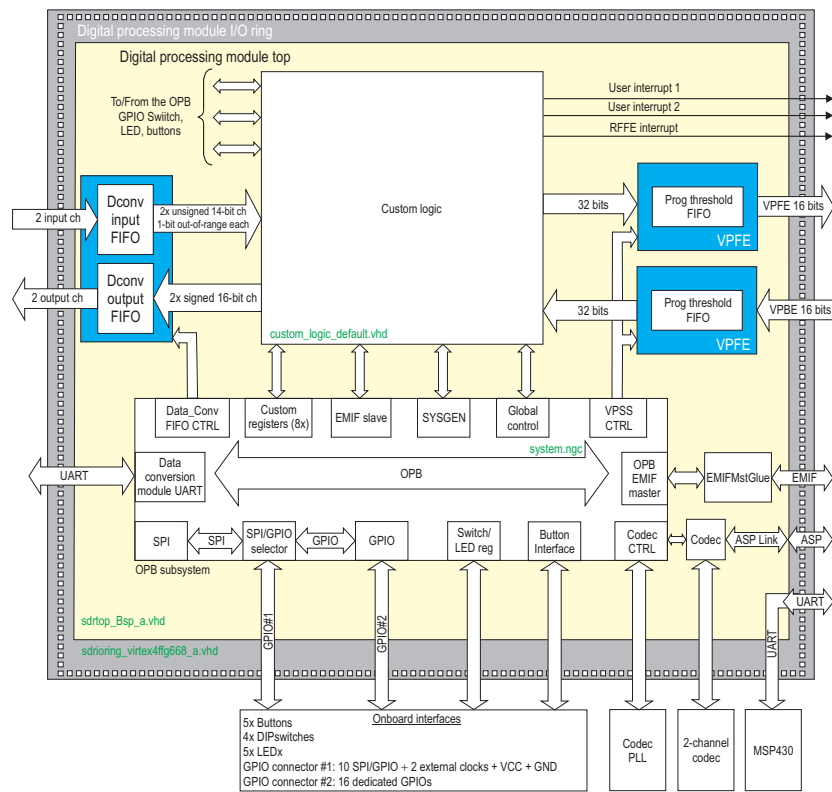 Digital processing module I/O ring
Digital processing module top
To/From the OPB
GPIO Swiitch,
LED, buttons
User interrupt 1
User interrupt 2
RFFE interrupt
Custom logic
custom_logic_default.vhd
2 input ch
Dconv
input
FIFO
2x unsigned 14-bit ch
1-bit out-of-range each
32 bits
Prog threshold
FIFO
VPFE
VPFE 16 bits
2 output ch
Dconv
output
FIFO
2x signed 16-bit ch
32 bits
Prog threshold
FIFO
VPFE
VPBE 16 bits
Data_Conv
FIFO CTRL
Custom
registers (8x)
EMIF slave
SYSGEN
Global
control
VPSS
CTRL
system.ngc
UART
Data
conversion
module UART
OPB
OPB
EMIF
master
EMIFMstGlue
EMIF
SPI
SPI
SPI/GPIO
selector
GPIO
GPIO
Switch/
LED reg
Button
Interface
Codec
CTRL
Codec
ASP Link
ASP
OPB subsystem
UART
sdrtop_Bsp_a.vhd
sdrioring_virtex4ffg668_a.vhd
GPIO#1
GPIO#2
UART
Onboard interfaces
5x Buttons
4x DIPswitches
5x LEDx
GPIO connector #1: 10 SPI/GPIO + 2 external clocks + VCC + GND
GPIO connector #2: 16 dedicated GPIOs
Codec
PLL
2-channel
codec
MSP430